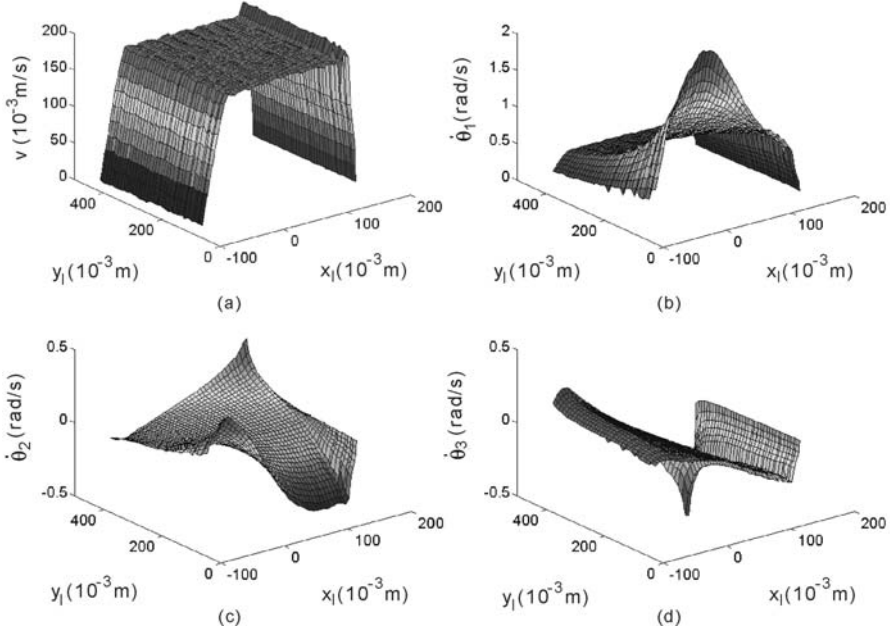 200
150
100
50
0
v (10⁻³m/s)
400
200
0
y_l(10⁻³m)
-100
0
100
200
x_l(10⁻³m)
(a)
2
1.5
1
0.5
0
θ̇₁(rad/s)
400
200
0
y_l(10⁻³m)
-100
0
100
200
x_l(10⁻³m)
(b)
0.5
0
-0.5
θ̇₂(rad/s)
400
200
0
y_l(10⁻³m)
-100
0
100
200
x_l(10⁻³m)
(c)
0.5
0
-0.5
θ̇₃(rad/s)
400
200
0
y_l(10⁻³m)
-100
0
100
200
x_l(10⁻³m)
(d)